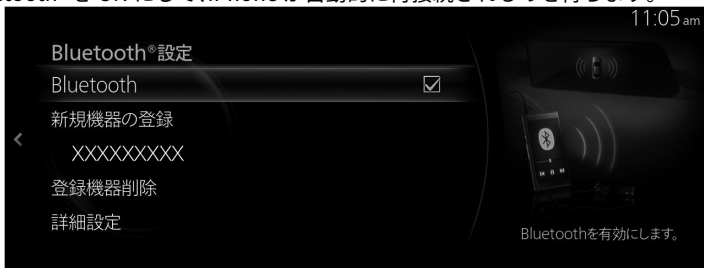 11:05 am
Bluetooth®設定
Bluetooth
新規機器の登録
XXXXXXXXX
登録機器削除
詳細設定
Bluetoothを有効にします。